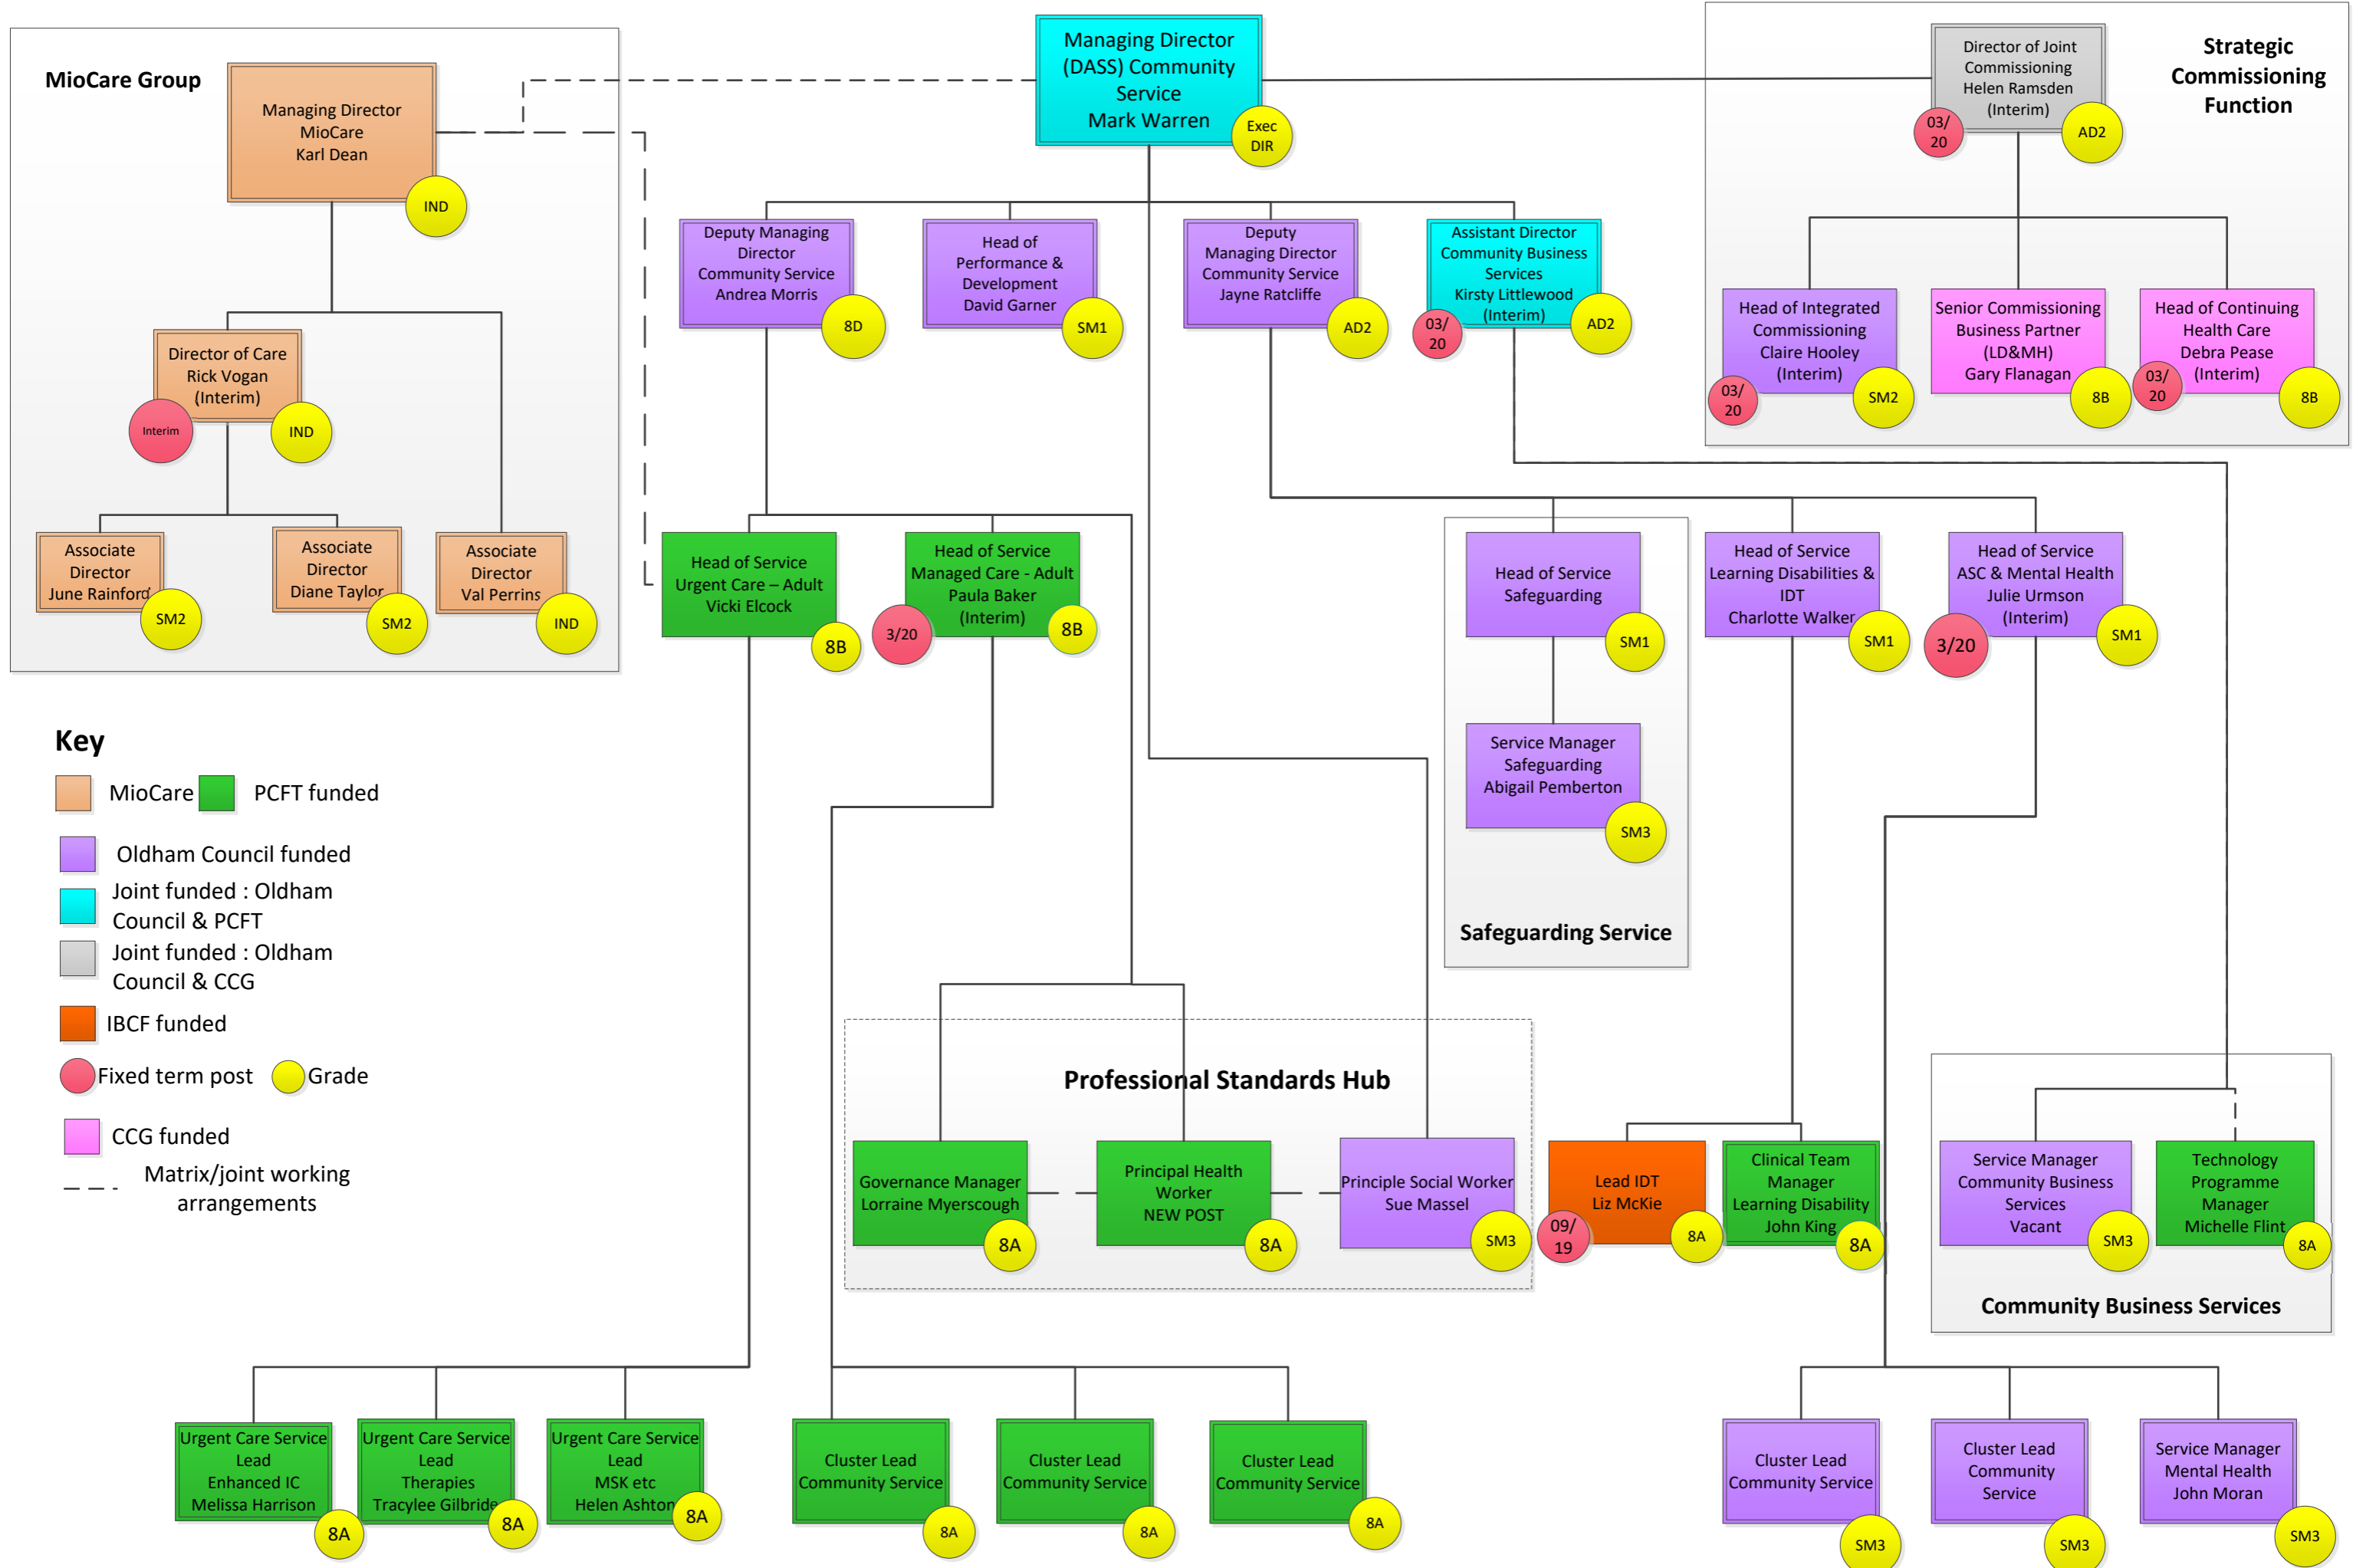 MioCare Group
Managing Director
MioCare
Karl Dean
IND
Director of Care
Rick Vogan
(Interim)
Interim
IND
Associate
Director
June Rainford
SM2
Associate
Director
Diane Taylor
SM2
Associate
Director
Val Perrins
IND
Managing Director
(DASS) Community
Service
Mark Warren
Exec
DIR
Strategic
Commissioning
Function
Director of Joint
Commissioning
Helen Ramsden
(Interim)
03/
20
AD2
Head of Integrated
Commissioning
Claire Hooley
(Interim)
03/
20
SM2
Senior Commissioning
Business Partner
(LD&MH)
Gary Flanagan
8B
Head of Continuing
Health Care
Debra Pease
(Interim)
03/
20
8B
Deputy Managing
Director
Community Service
Andrea Morris
8D
Head of
Performance &
Development
David Garner
SM1
Deputy
Managing Director
Community Service
Jayne Ratcliffe
AD2
Assistant Director
Community Business
Services
Kirsty Littlewood
(Interim)
03/
20
AD2
Head of Service
Urgent Care – Adult
Vicki Elcock
8B
Head of Service
Managed Care - Adult
Paula Baker
(Interim)
3/20
8B
Head of Service
Safeguarding
SM1
Service Manager
Safeguarding
Abigail Pemberton
SM3
Safeguarding Service
Head of Service
Learning Disabilities &
IDT
Charlotte Walker
SM1
Head of Service
ASC & Mental Health
Julie Urmson
(Interim)
3/20
SM1
Key
MioCare
PCFT funded
Oldham Council funded
Joint funded : Oldham
Council & PCFT
Joint funded : Oldham
Council & CCG
IBCF funded
Fixed term post
Grade
CCG funded
Matrix/joint working
arrangements
Professional Standards Hub
Governance Manager
Lorraine Myerscough
8A
Principal Health
Worker
NEW POST
8A
Principle Social Worker
Sue Massel
SM3
Lead IDT
Liz McKie
09/
19
8A
Clinical Team
Manager
Learning Disability
John King
8A
Service Manager
Community Business
Services
Vacant
SM3
Technology
Programme
Manager
Michelle Flint
8A
Community Business Services
Urgent Care Service
Lead
Enhanced IC
Melissa Harrison
8A
Urgent Care Service
Lead
Therapies
Tracylee Gilbride
8A
Urgent Care Service
Lead
MSK etc
Helen Ashton
8A
Cluster Lead
Community Service
8A
Cluster Lead
Community Service
8A
Cluster Lead
Community Service
8A
Cluster Lead
Community Service
SM3
Cluster Lead
Community
Service
SM3
Service Manager
Mental Health
John Moran
SM3